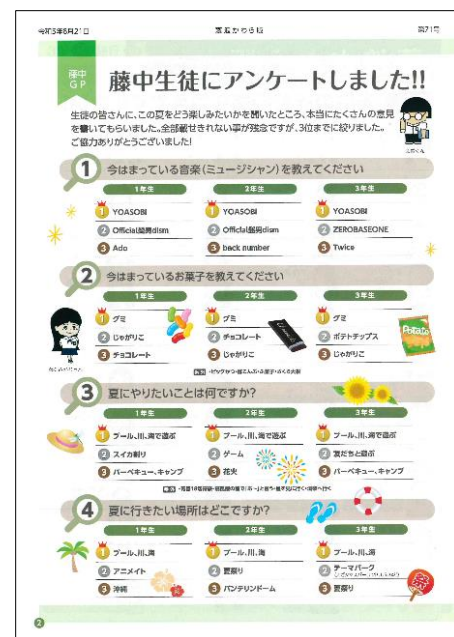 令和5年6月21日
家庭かわら版
第71号
藤中
GP
藤中生徒にアンケートしました!!
生徒の皆さんに、この夏をどう楽しみたいかを聞いたところ、本当にたくさんの意見
を書いてもらいました。全部載せきれない事が残念ですが、3位までに絞りました。
ご協力ありがとうございました!
1 今はまっている音楽(ミュージシャン)を教えてください
1年生 2年生 3年生
1 YOASOBI 1 YOASOBI 1 YOASOBI
2 Official髭男dism 2 Official髭男dism 2 ZEROBASEONE
3 Ado 3 back number 3 Twice
2 今はまっているお菓子を教えてください
1年生 2年生 3年生
1 グミ 1 グミ 1 グミ
2 じゃがりこ 2 チョコレート 2 ポテトチップス
3 チョコレート 3 じゃがりこ 3 じゃがりこ
Potato
3 夏にやりたいことは何ですか?
1年生 2年生 3年生
1 プール、川、海で遊ぶ 1 プール、川、海で遊ぶ 1 プール、川、海で遊ぶ
2 スイカ割り 2 ゲーム 2 友だちと遊ぶ
3 バーベキュー、キャンプ 3 花火 3 バーベキュー、キャンプ
4 夏に行きたい場所はどこですか?
1年生 2年生 3年生
1 プール、川、海 1 プール、川、海 1 プール、川、海
2 アニメイト 2 夏祭り 2 テーマパーク
3 沖縄 3 バンテリンドーム 3 夏祭り
祭
2